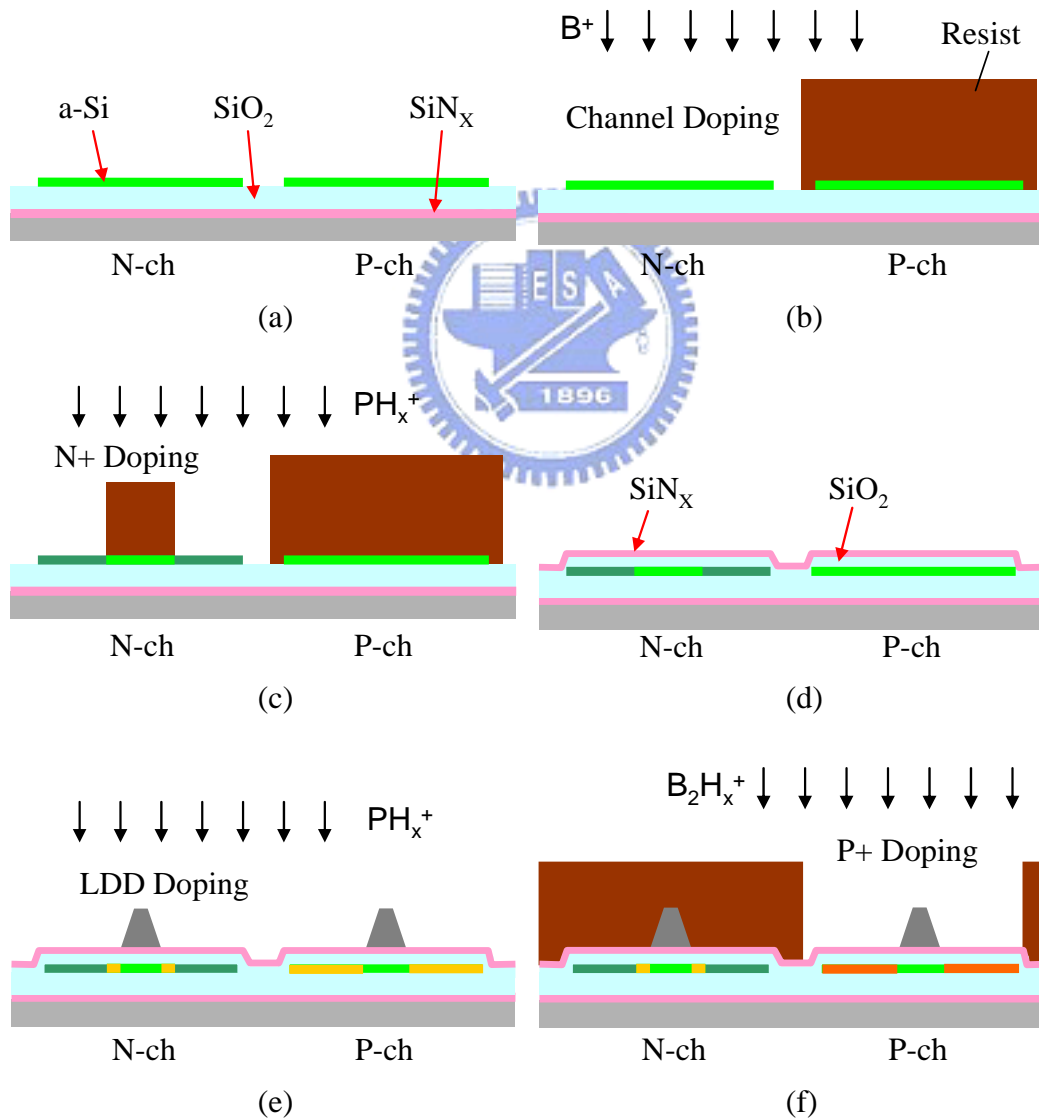 a-Si
SiO₂
SiNₓ
N-ch
P-ch
(a)
B⁺
Resist
Channel Doping
N-ch
P-ch
(b)
E S A
1896
PHₓ⁺
N+ Doping
N-ch
P-ch
(c)
SiNₓ
SiO₂
N-ch
P-ch
(d)
PHₓ⁺
LDD Doping
N-ch
P-ch
(e)
B₂Hₓ⁺
P+ Doping
N-ch
P-ch
(f)